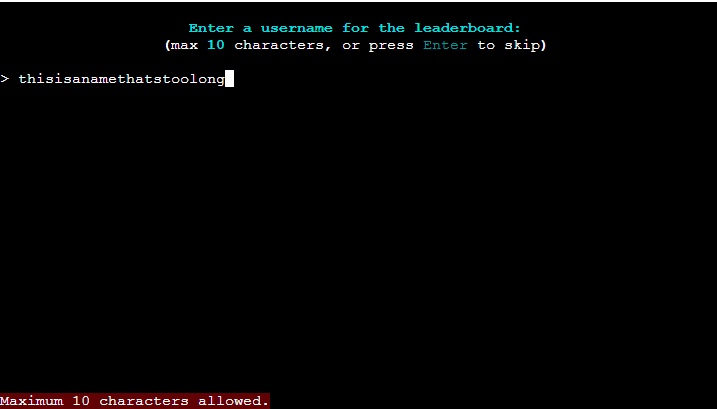 Enter a username for the leaderboard:
(max 10 characters, or press Enter to skip)
> thisisanamethatstoolong
Maximum 10 characters allowed.